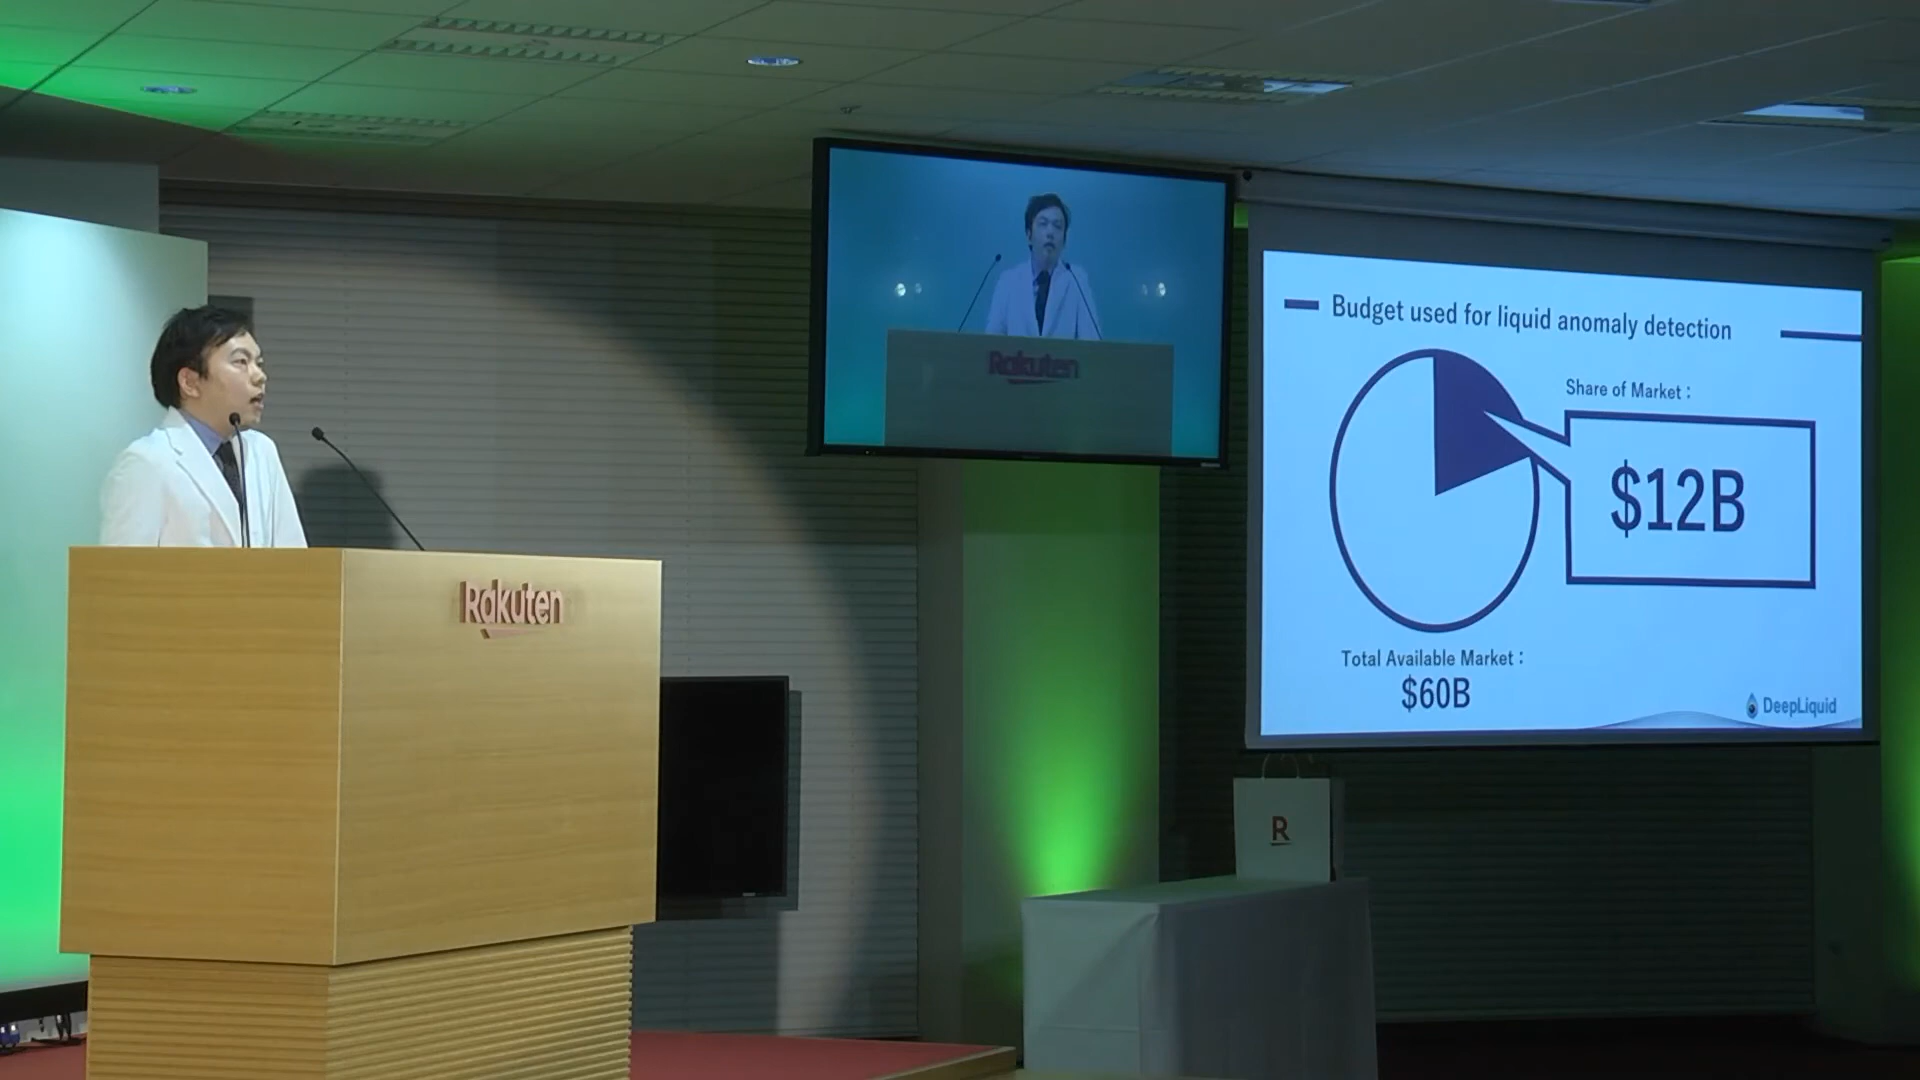 Rakuten
Rakuten
Budget used for liquid anomaly detection
Share of Market :
$12B
Total Available Market :
$60B
DeepLiquid
R